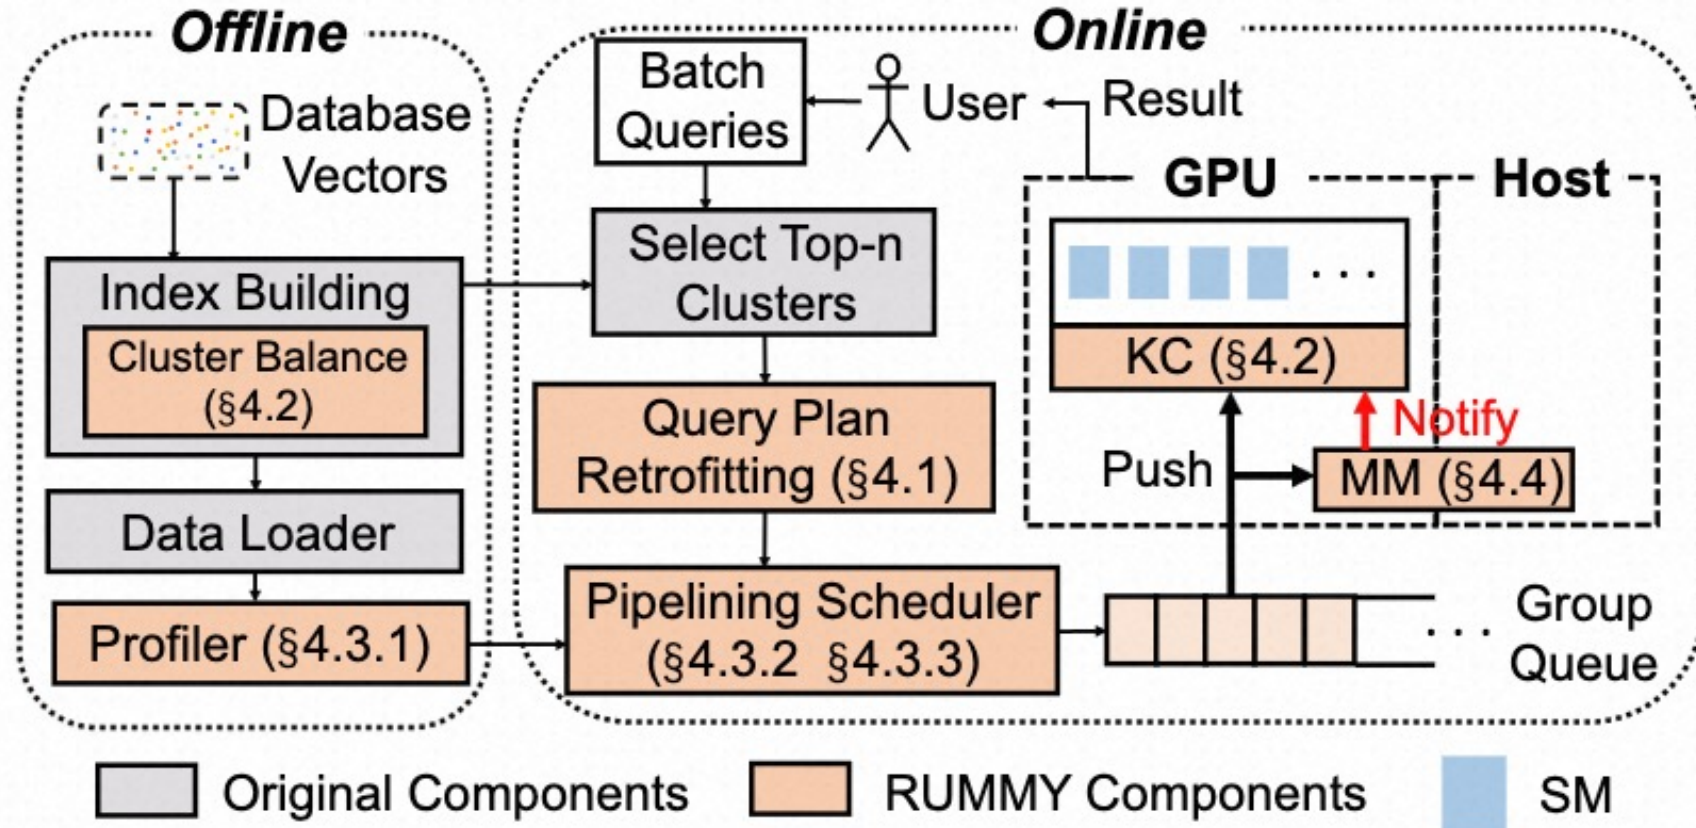 Offline
Database
Vectors
Index Building
Cluster Balance
(§4.2)
Data Loader
Profiler (§4.3.1)
Online
Batch
Queries
User
Result
Select Top-n
Clusters
Query Plan
Retrofitting (§4.1)
Pipelining Scheduler
(§4.3.2 §4.3.3)
GPU
Host
...
KC (§4.2)
Notify
Push
MM (§4.4)
...
Group
Queue
Original Components
RUMMY Components
SM